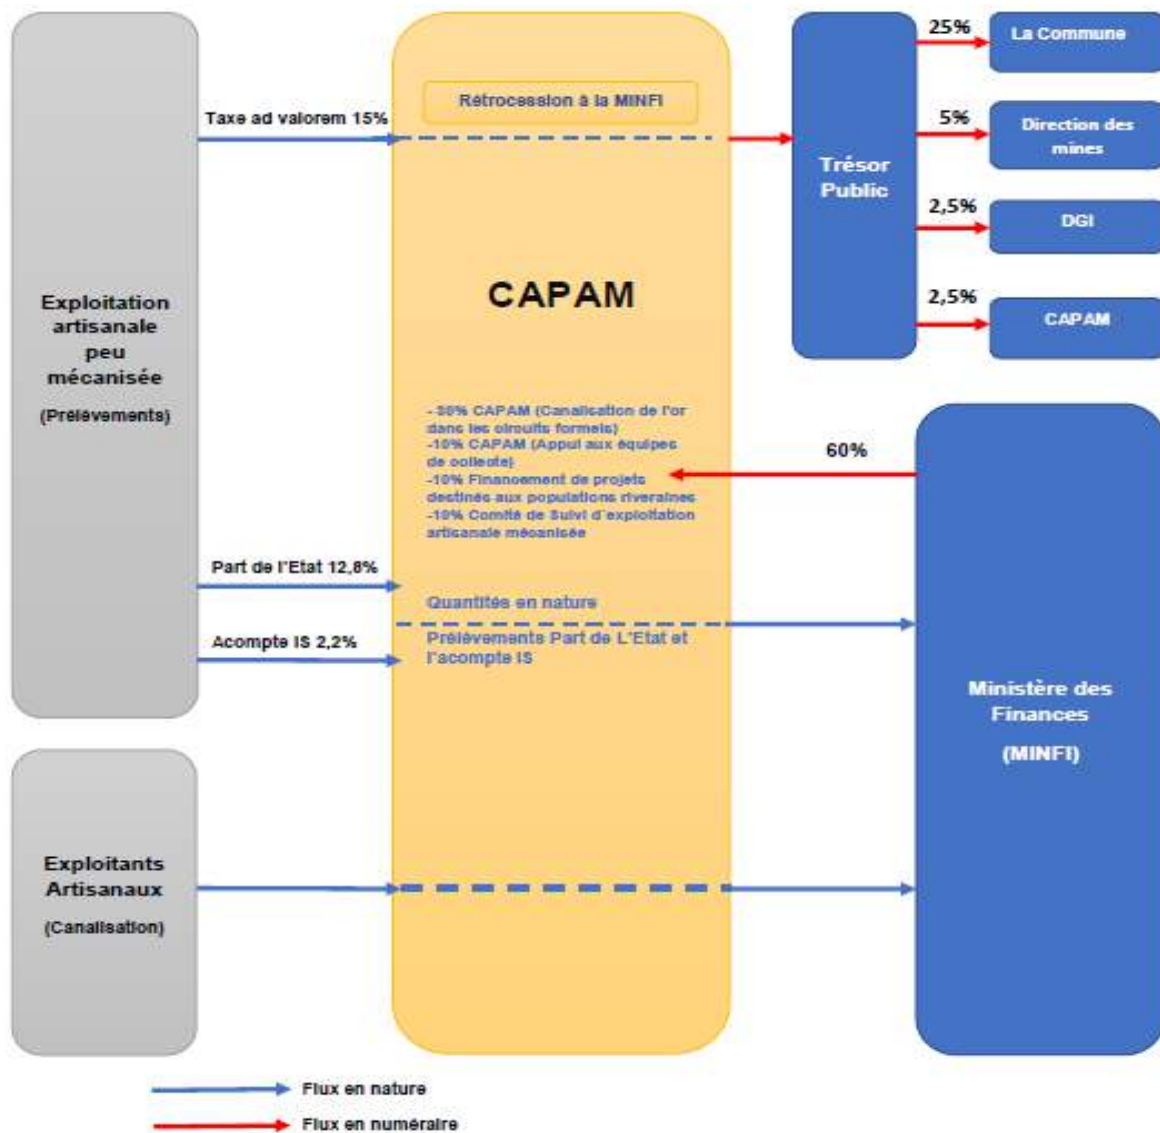 25%
La Commune
Rétrocession à la MINFI
Taxe ad valorem 15%
5%
Direction des
mines
Trésor
Public
2,5%
DGI
CAPAM
2,5%
CAPAM
Exploitation
artisanale
peu
mécanisée
(Prélèvements)
-30% CAPAM (Canalisation de l'or
dans les circuits formels)
-10% CAPAM (Appui aux équipes
de collecte)
-10% Financement de projets
destinés aux populations riveraines
-10% Comité de Suivi d'exploitation
artisanale mécanisée
60%
Part de l'Etat 12,8%
Quantités en nature
Acompte IS 2,2%
Prélèvements Part de L'Etat et
l'acompte IS
Ministère des
Finances
(MINFI)
Exploitants
Artisanaux
(Canalisation)
Flux en nature
Flux en numéraire